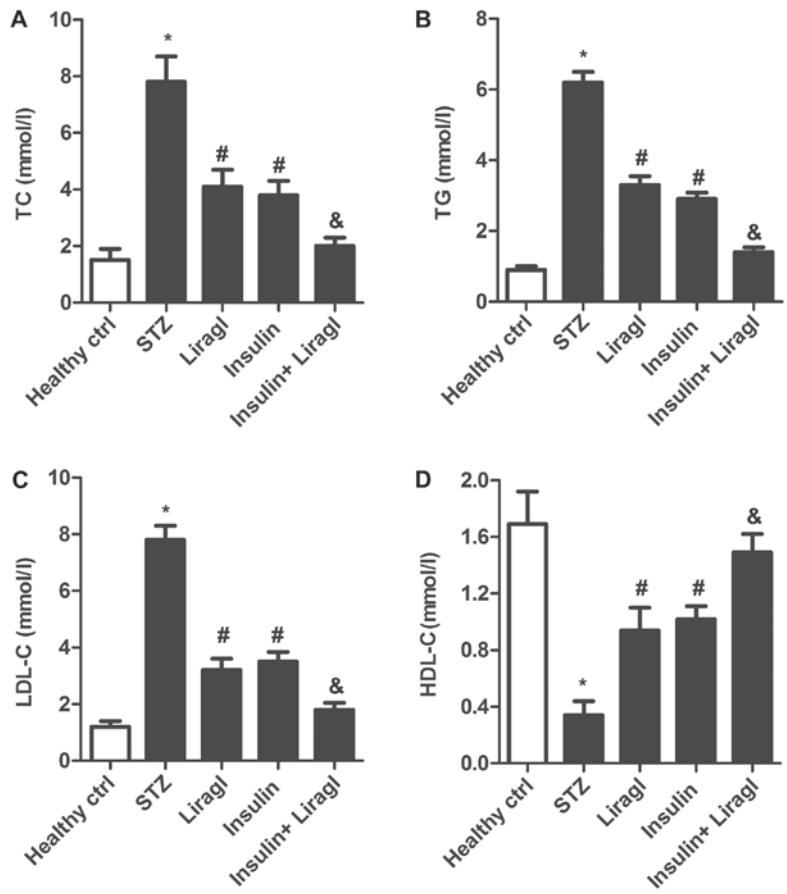 A
TC (mmol/l)
10
8
6
4
2
0
*
#
#
&
Healthy ctrl
STZ
Liragl
Insulin
Insulin+ Liragl
B
TG (mmol/l)
8
6
4
2
0
*
#
#
&
Healthy ctrl
STZ
Liragl
Insulin
Insulin+ Liragl
C
LDL-C (mmol/l)
10
8
6
4
2
0
*
#
#
&
Healthy ctrl
STZ
Liragl
Insulin
Insulin+ Liragl
D
HDL-C (mmol/l)
2.0
1.6
1.2
0.8
0.4
0.0
*
#
#
&
Healthy ctrl
STZ
Liragl
Insulin
Insulin+ Liragl